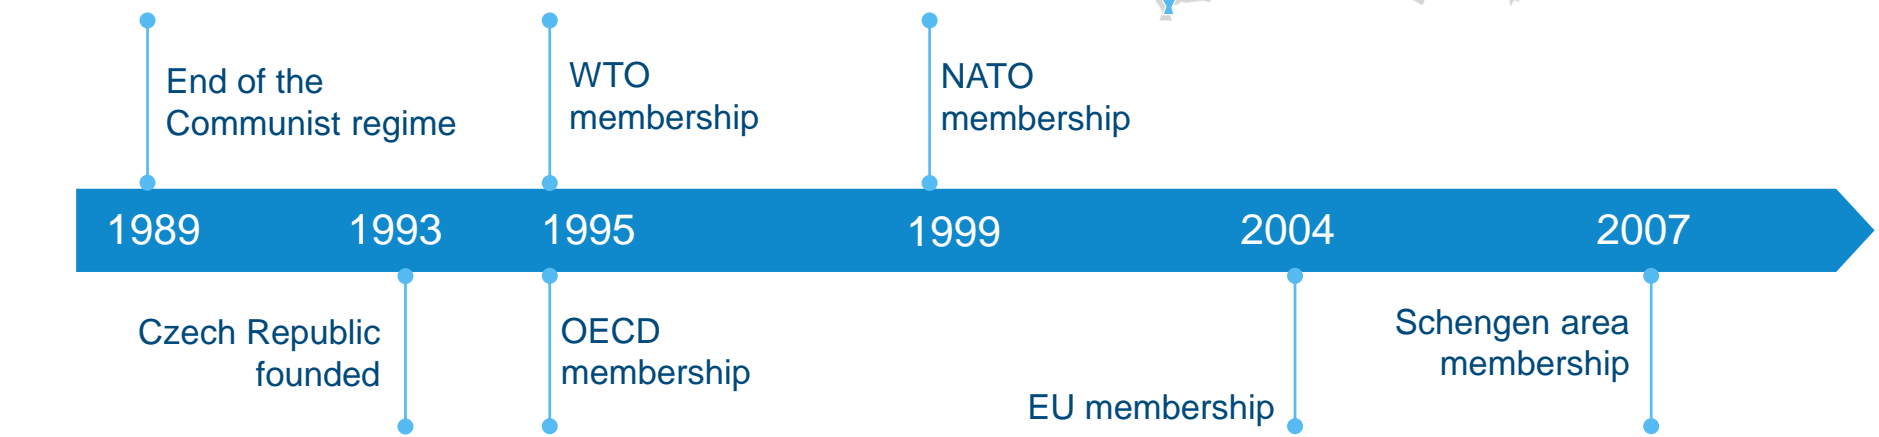 End of the
Communist regime
WTO
membership
NATO
membership
1989
1993
1995
1999
2004
2007
Czech Republic
founded
OECD
membership
EU membership
Schengen area
membership